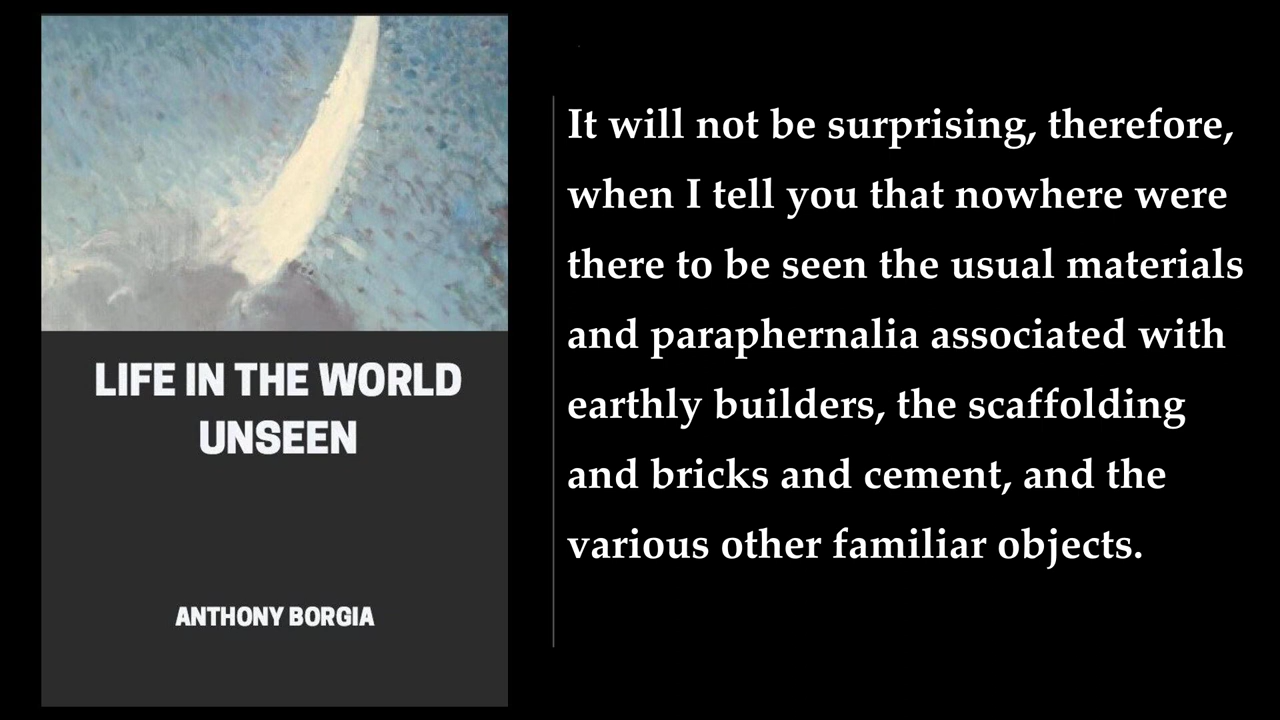 LIFE IN THE WORLD
UNSEEN
ANTHONY BORGIA
It will not be surprising, therefore,
when I tell you that nowhere were
there to be seen the usual materials
and paraphernalia associated with
earthly builders, the scaffolding
and bricks and cement, and the
various other familiar objects.